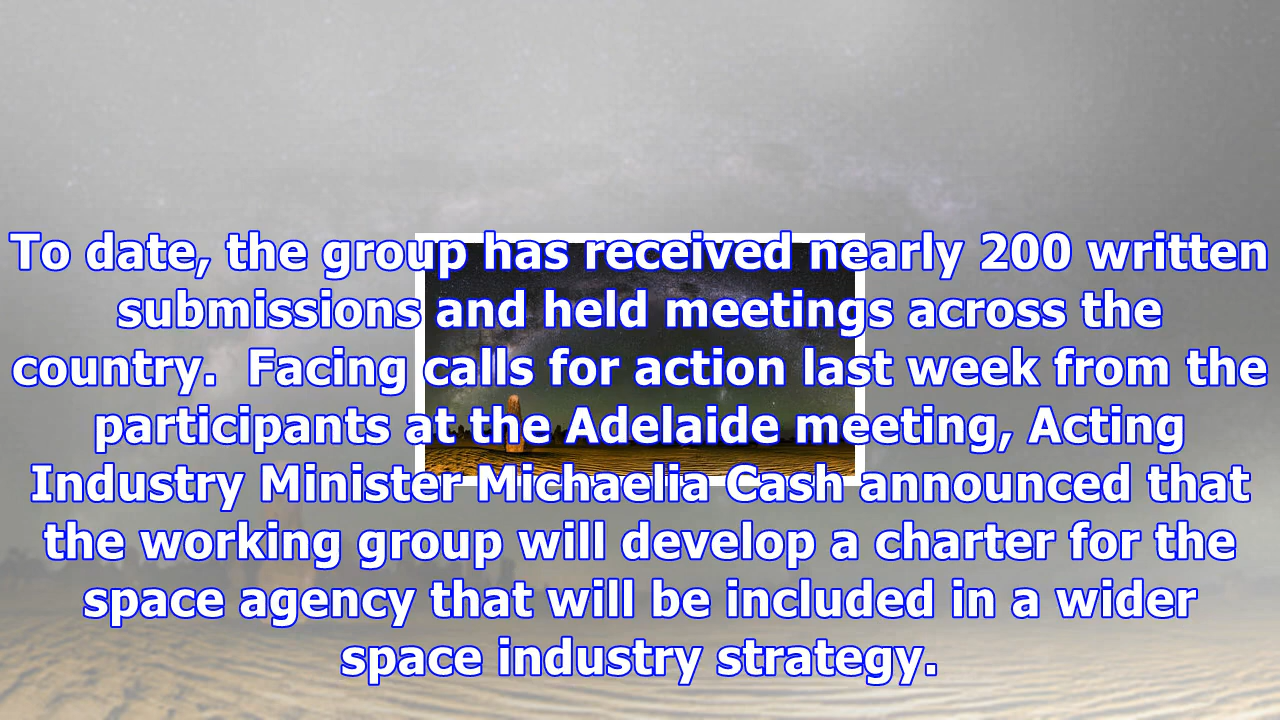 To date, the group has received nearly 200 written
submissions and held meetings across the
country.  Facing calls for action last week from the
participants at the Adelaide meeting, Acting
Industry Minister Michaelia Cash announced that
the working group will develop a charter for the
space agency that will be included in a wider
space industry strategy.